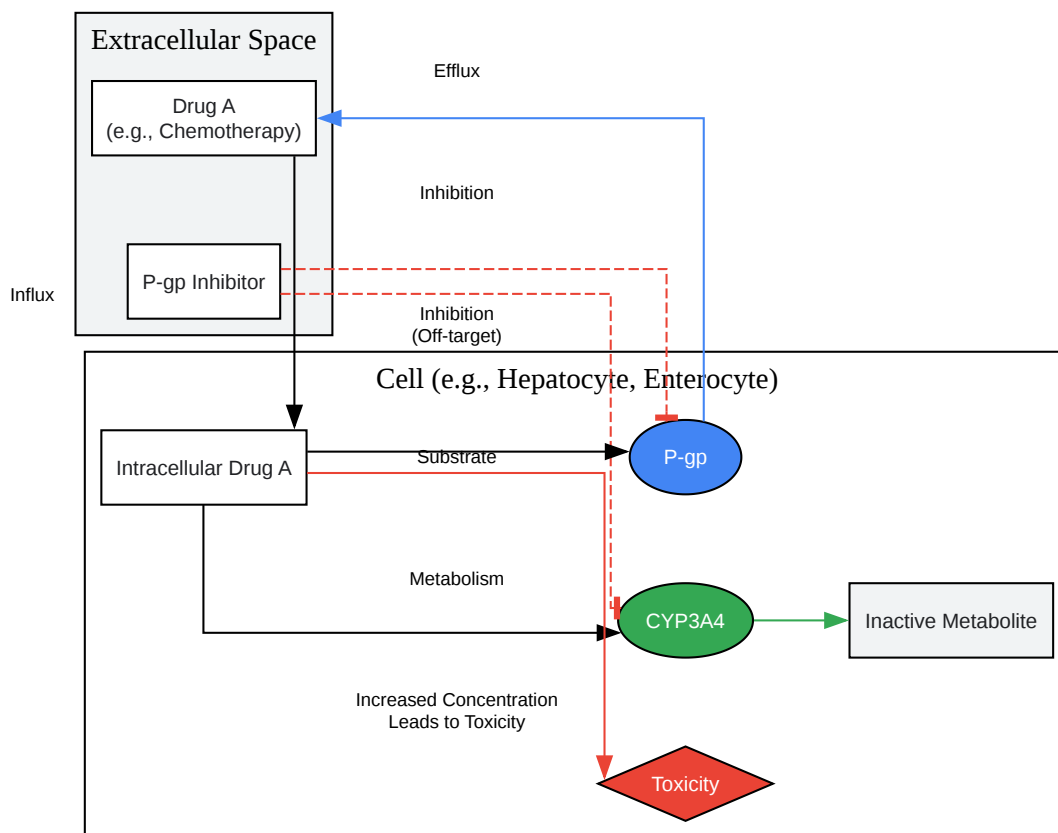 Extracellular Space
Efflux
Drug A
(e.g., Chemotherapy)
Inhibition
P-gp Inhibitor
Influx
Inhibition
(Off-target)
Cell (e.g., Hepatocyte, Enterocyte)
Intracellular Drug A
Substrate
P-gp
Metabolism
CYP3A4
Inactive Metabolite
Increased Concentration
Leads to Toxicity
Toxicity